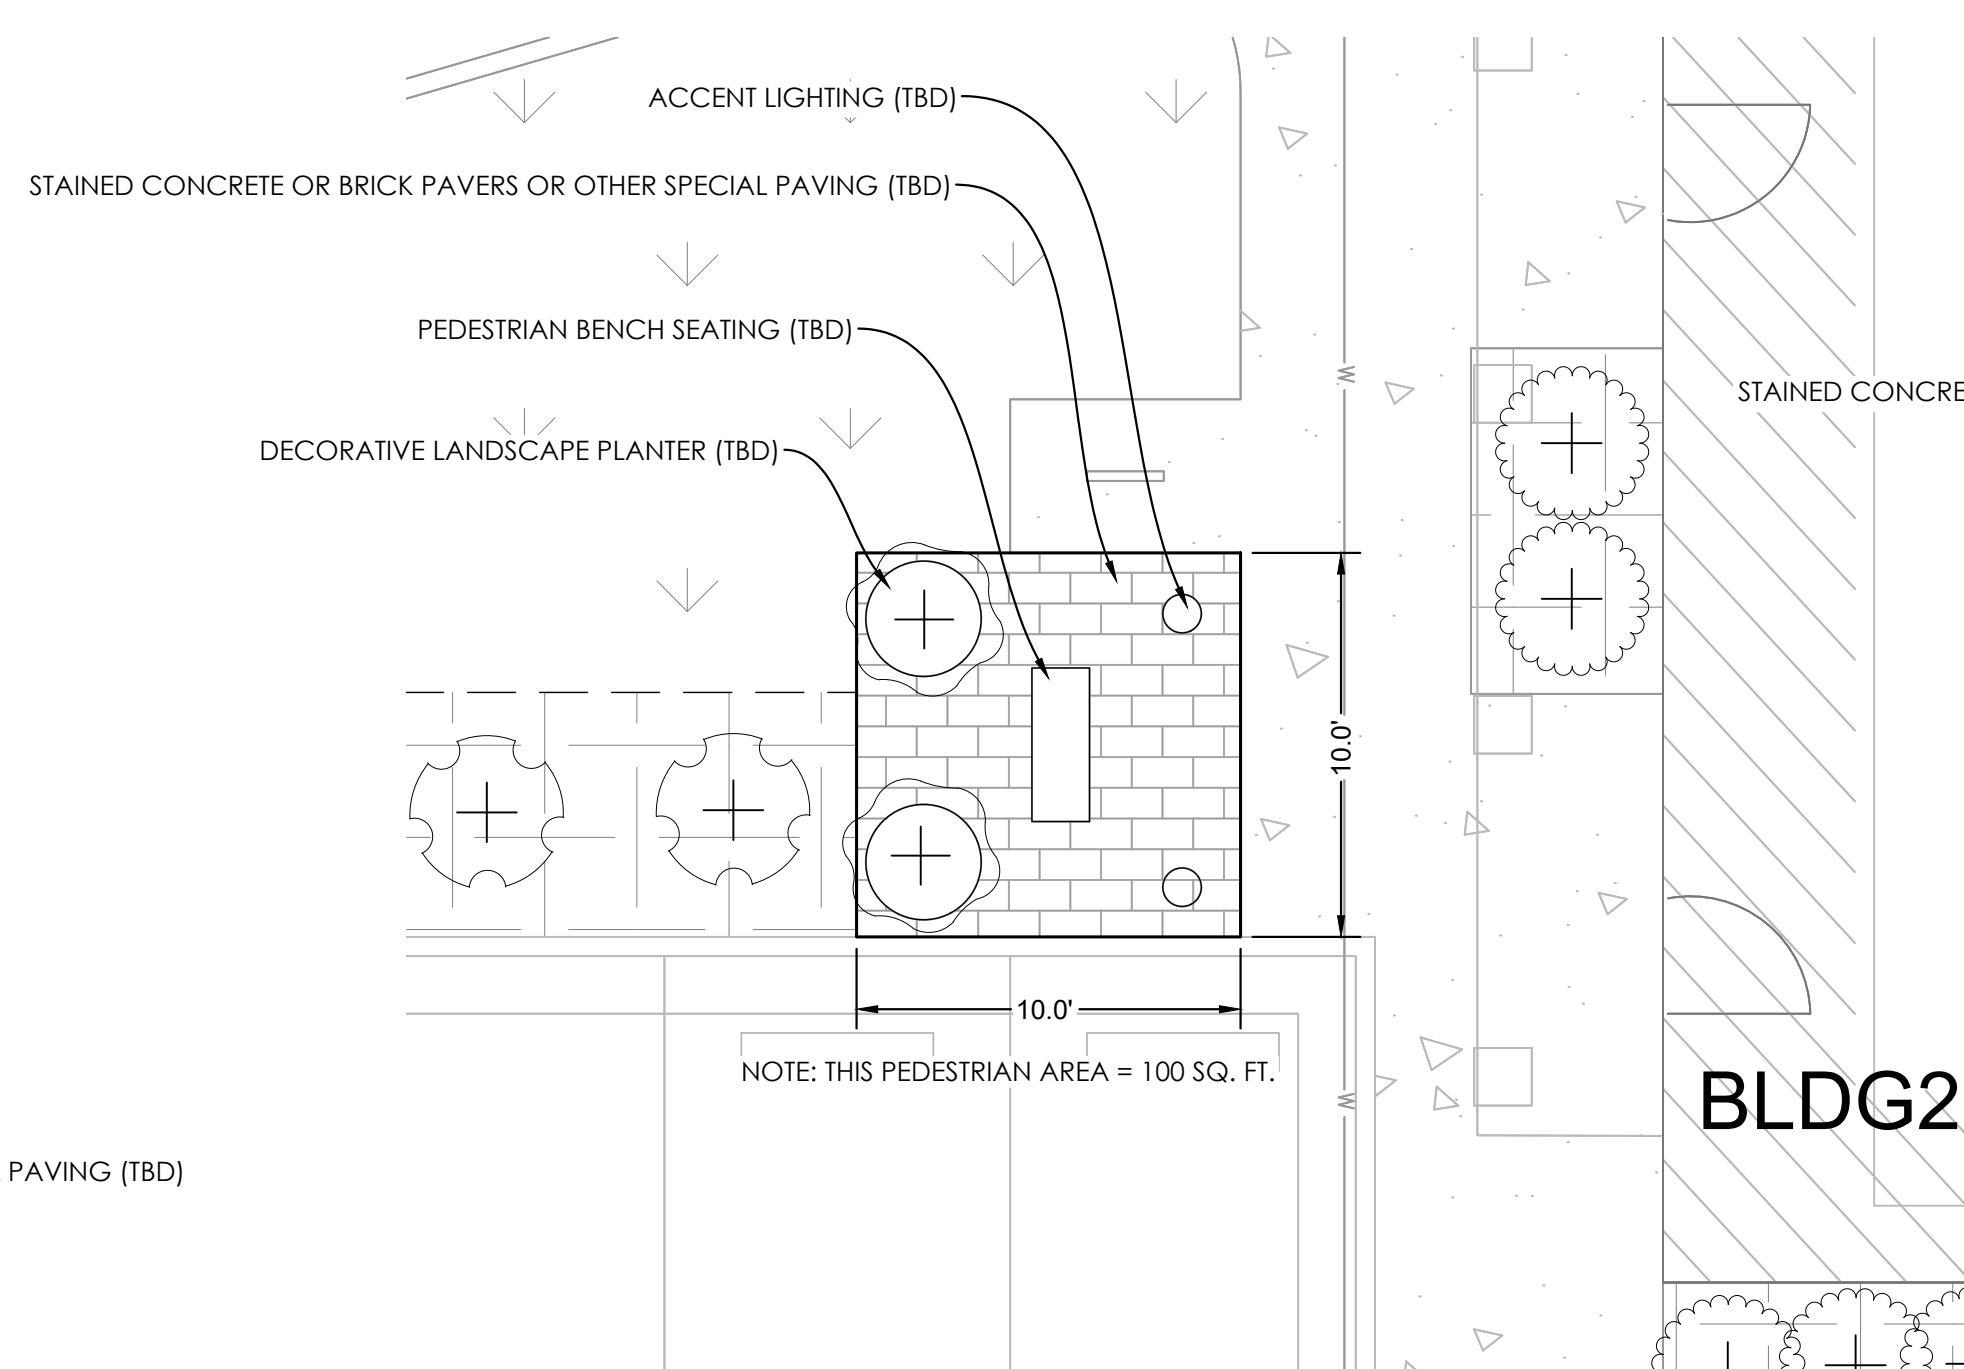 ACCENT LIGHTING (TBD)
STAINED CONCRETE OR BRICK PAVERS OR OTHER SPECIAL PAVING (TBD)
PEDESTRIAN BENCH SEATING (TBD)
STAINED CONCRE
DECORATIVE LANDSCAPE PLANTER (TBD)
W
10.0'
10.0'
NOTE: THIS PEDESTRIAN AREA = 100 SQ. FT.
W
BLDG2
PAVING (TBD)